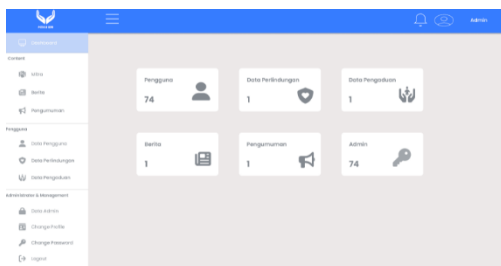 Admin
Dashboard
Content
Mitra
Berita
Pengumuman
Pengguna
Data Pengguna
Data Perlindungan
Data Pengaduan
Administrator & Management
Data Admin
Change Profile
Change Password
Logout
Pengguna
74
Data Perlindungan
1
Data Pengaduan
1
Berita
1
Pengumuman
1
Admin
74